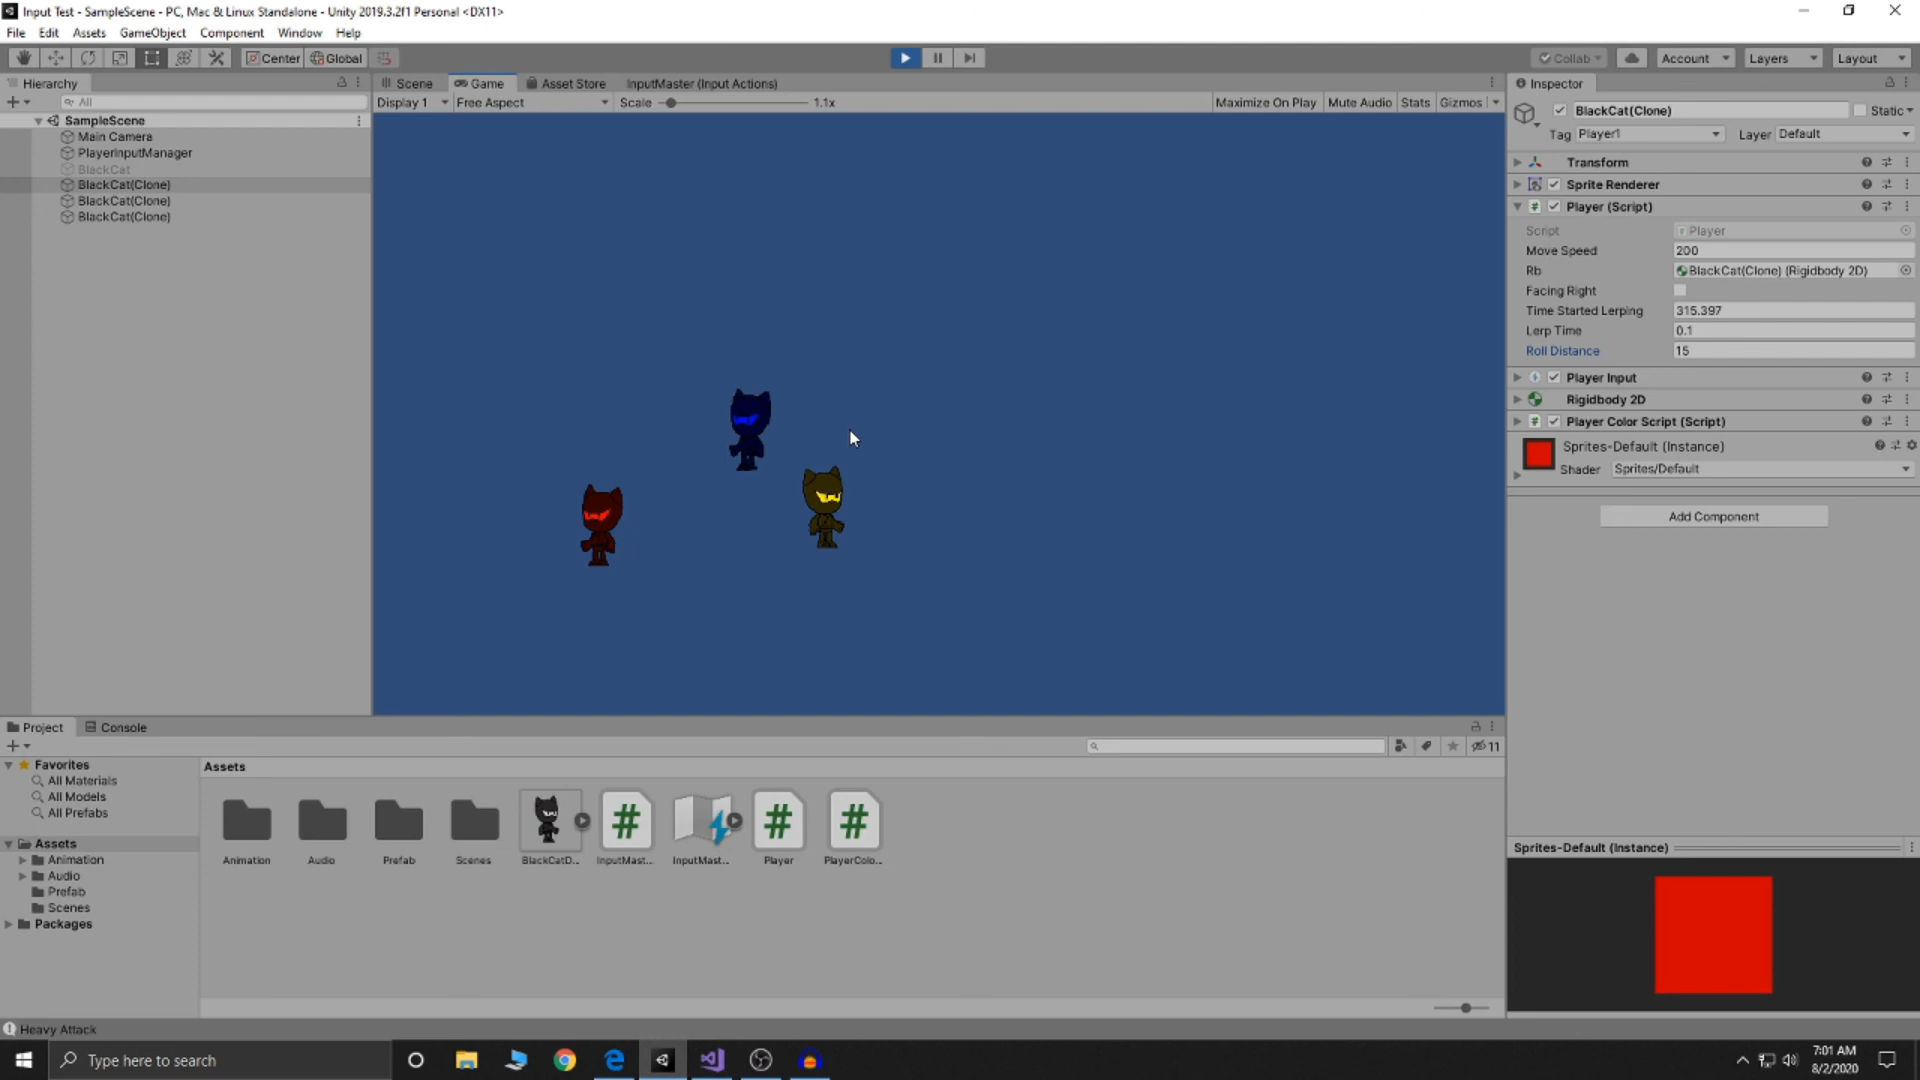 Input Test - SampleScene - PC, Mac & Linux Standalone - Unity 2019.3.2f1 Personal <DX11>
File Edit Assets GameObject Component Window Help
Center Global Collab Account Layers Layout
Hierarchy
All
SampleScene
Main Camera
PlayerInputManager
BlackCat
BlackCat(Clone)
BlackCat(Clone)
BlackCat(Clone)
Scene Game Asset Store InputMaster (Input Actions)
Display 1 Free Aspect Scale 1.1x Maximize On Play Mute Audio Stats Gizmos
Inspector
BlackCat(Clone) Static
Tag Player1 Layer Default
Transform
Sprite Renderer
Player (Script)
Script Player
Move Speed 200
Rb BlackCat(Clone) (Rigidbody 2D)
Facing Right
Time Started Lerping 315.397
Lerp Time 0.1
Roll Distance 15
Player Input
Rigidbody 2D
Player Color Script (Script)
Sprites-Default (Instance)
Shader Sprites/Default
Add Component
Project Console
11
Favorites
All Materials
All Models
All Prefabs
Assets
Animation
Audio
Prefab
Scenes
Packages
Assets
Animation Audio Prefab Scenes BlackCatD... InputMast... InputMast... Player PlayerColo...
Sprites-Default (Instance)
Heavy Attack
Type here to search
7:01 AM
8/2/2020